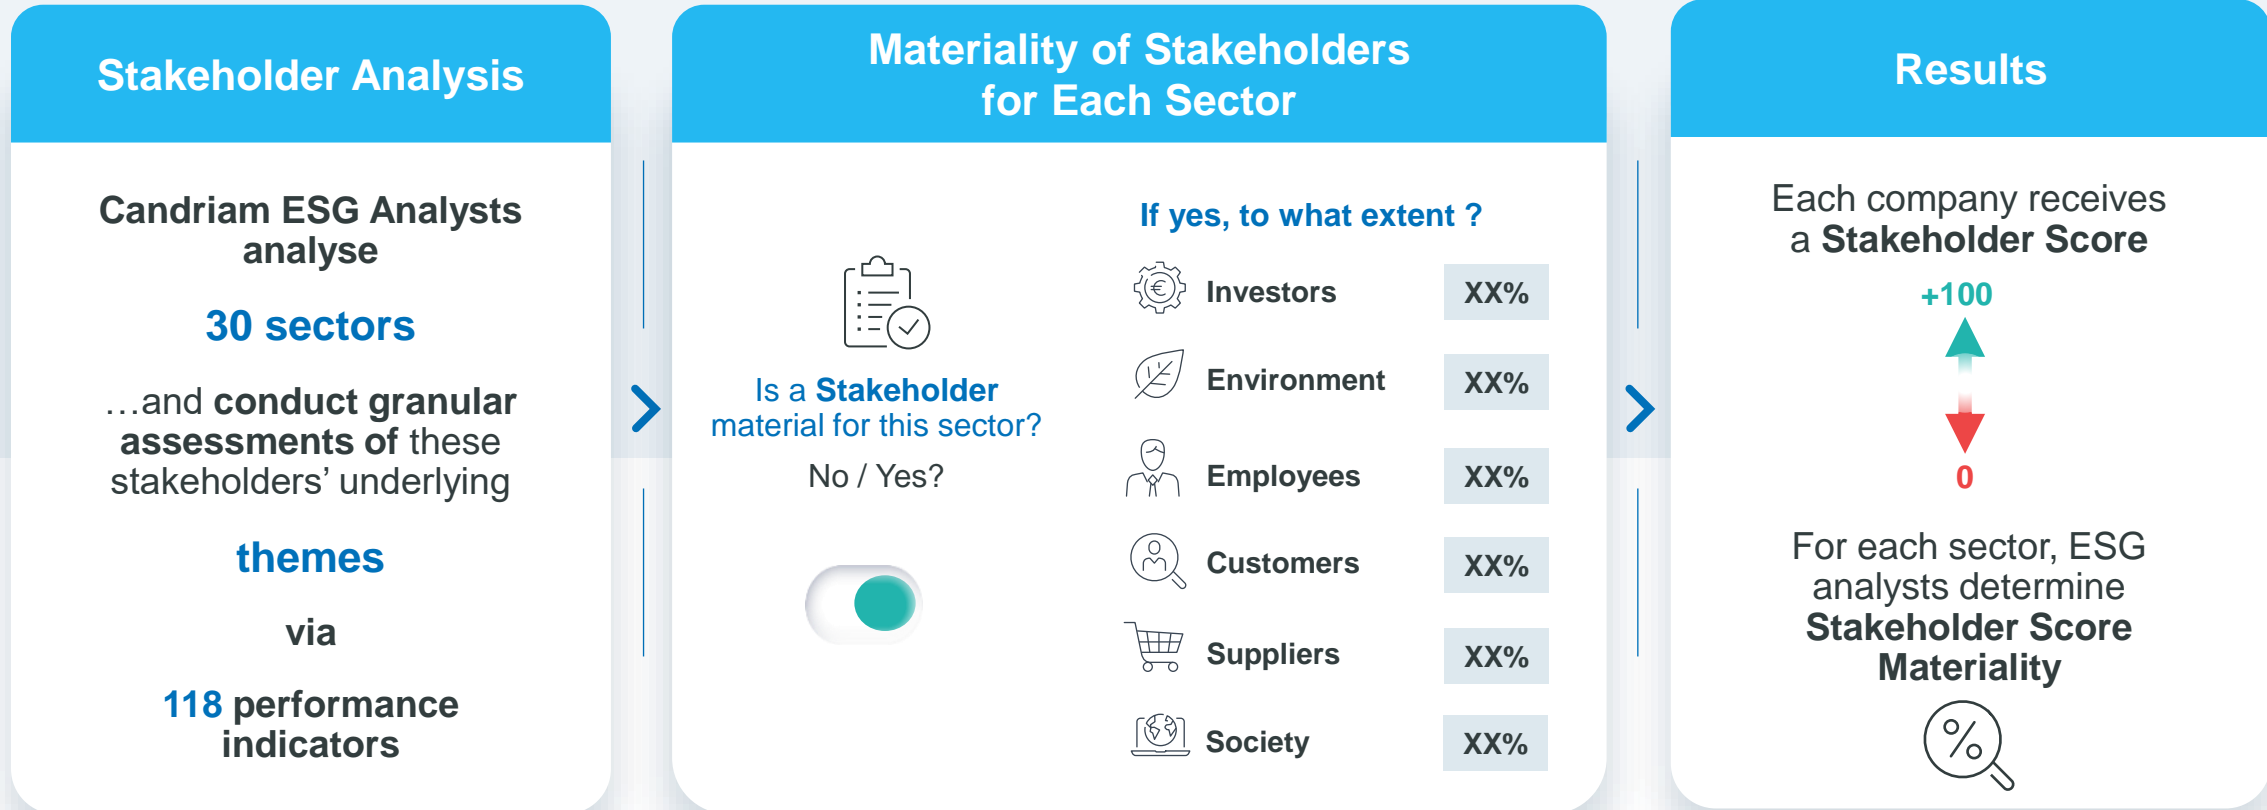 Stakeholder Analysis
Candriam ESG Analysts
analyse
30 sectors
…and conduct granular
assessments of these
stakeholders’ underlying
themes
via
118 performance
indicators
Materiality of Stakeholders
for Each Sector
Is a Stakeholder
material for this sector?
No / Yes?
If yes, to what extent ?
Investors XX%
Environment XX%
Employees XX%
Customers XX%
Suppliers XX%
Society XX%
Results
Each company receives
a Stakeholder Score
+100
0
For each sector, ESG
analysts determine
Stakeholder Score
Materiality